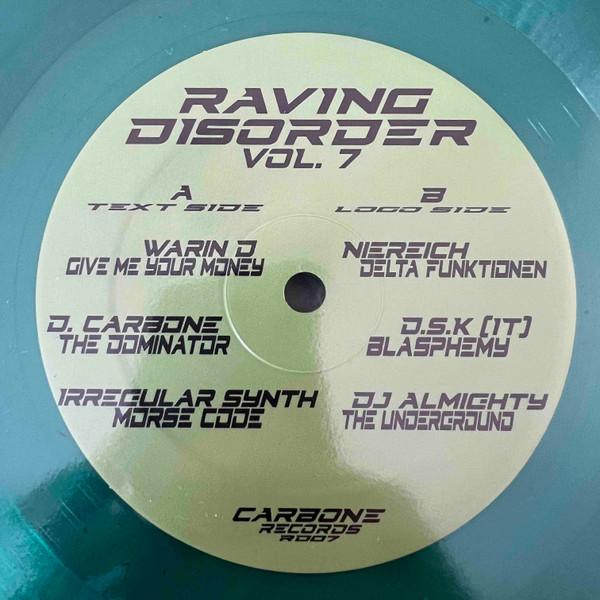 RAVING
DISORDER
VOL. 7
A
TEXT SIDE
WARIN D
GIVE ME YOUR MONEY
D. CARBONE
THE DOMINATOR
IRREGULAR SYNTH
MORSE CODE
B
LOGO SIDE
NIEREICH
DELTA FUNKTIONEN
D.S.K (IT)
BLASPHEMY
DJ ALMIGHTY
THE UNDERGROUND
CARBONE
RECORDS
RD007